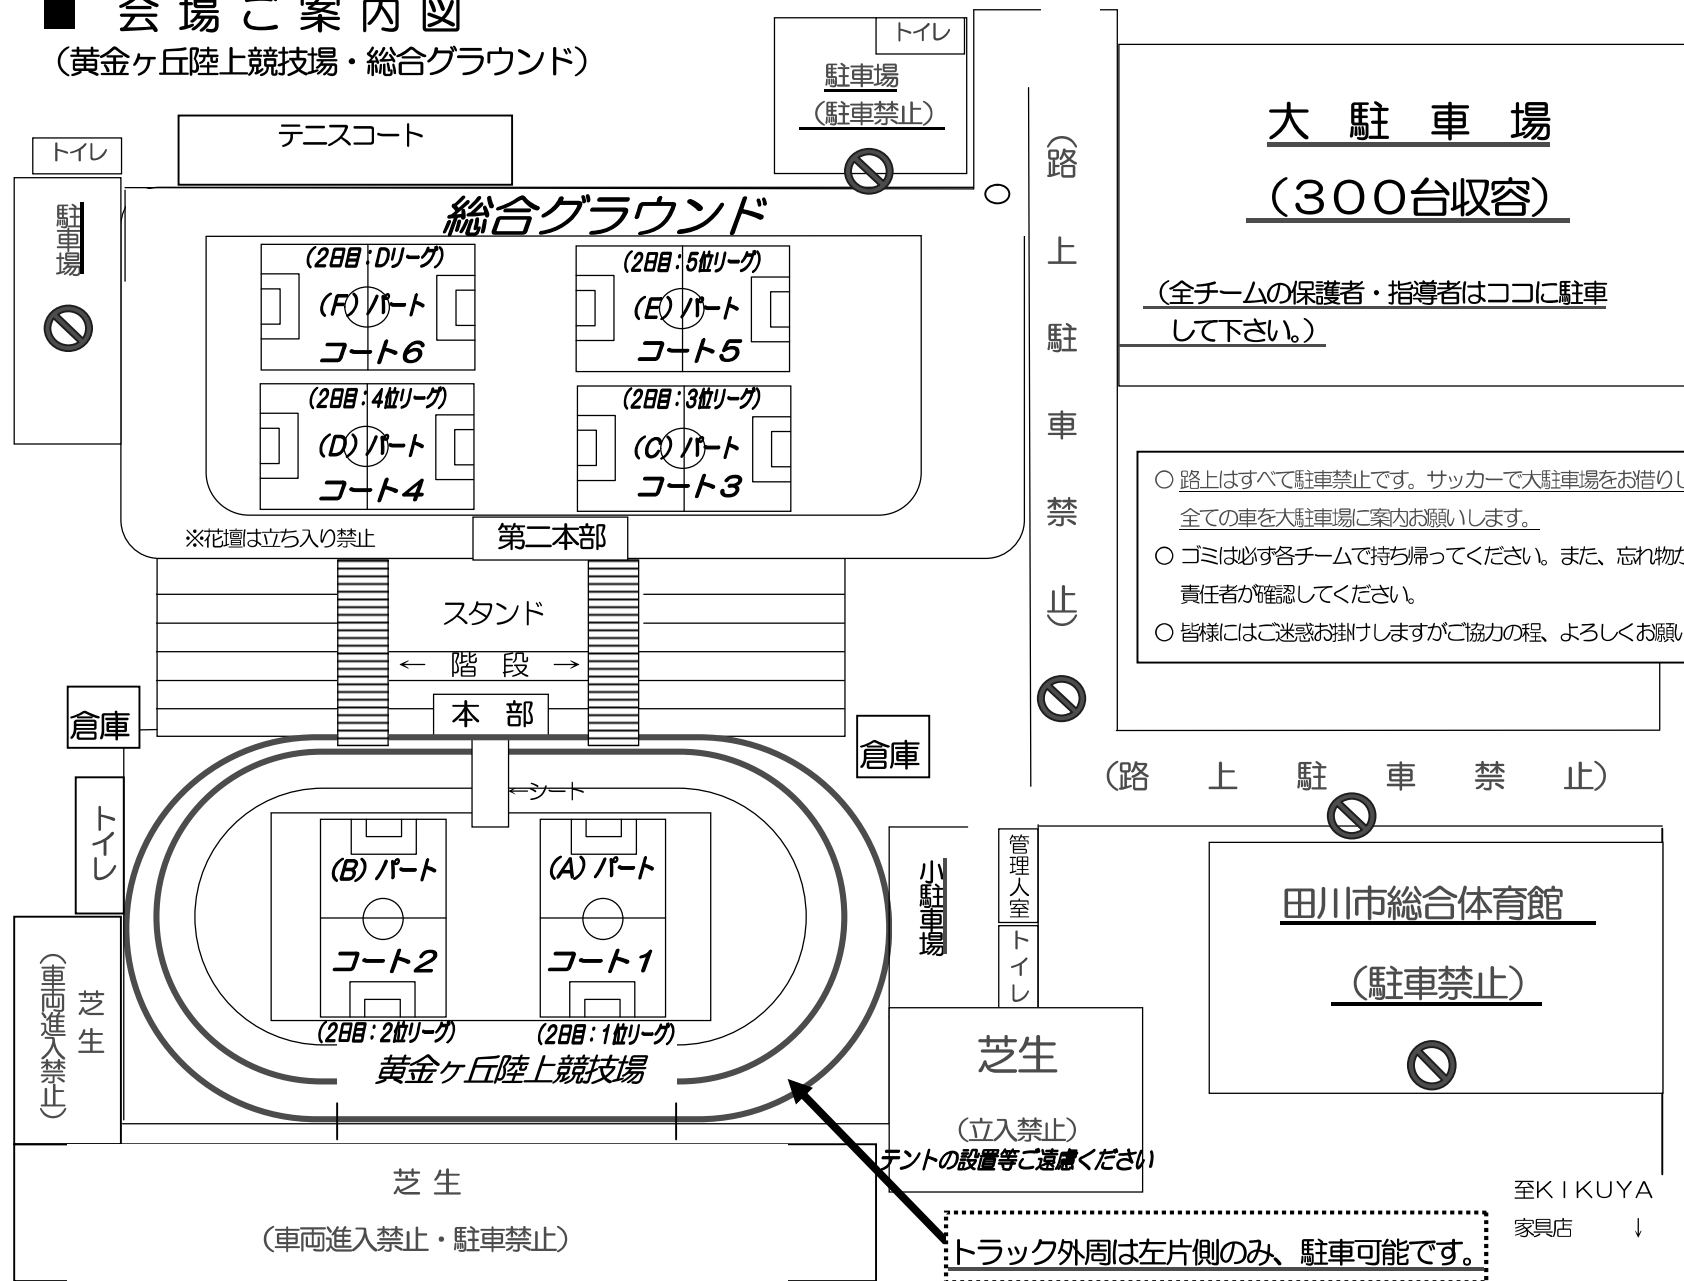 ■ 会場ご案内図
（黄金ヶ丘陸上競技場・総合グラウンド）
トイレ
駐車場
（駐車禁止）
テニスコート
トイレ
駐車場
総合グラウンド
(2日目：Dリーグ)
(F) パート
コート6
(2日目：5位リーグ)
(E) パート
コート5
(2日目：4位リーグ)
(D) パート
コート4
(2日目：3位リーグ)
(C) パート
コート3
※花壇は立ち入り禁止
第二本部
スタンド
← 階 段 →
本 部
倉庫
倉庫
トイレ
←シート
(B) パート
コート2
(2日目：2位リーグ)
(A) パート
コート1
(2日目：1位リーグ)
黄金ヶ丘陸上競技場
芝生
（車両進入禁止）
芝 生
（車両進入禁止・駐車禁止）
（路上駐車禁止）
大 駐 車 場
（３００台収容）
（全チームの保護者・指導者はココに駐車
して下さい。）
○ 路上はすべて駐車禁止です。サッカーで大駐車場をお借りし
全ての車を大駐車場に案内お願いします。
○ ゴミは必ず各チームで持ち帰ってください。また、忘れ物が
責任者が確認してください。
○ 皆様にはご迷惑お掛けしますがご協力の程、よろしくお願い
（路 上 駐 車 禁 止）
小駐車場
管理人室
トイレ
田川市総合体育館
（駐車禁止）
芝生
（立入禁止）
テントの設置等ご遠慮ください
至ＫＩＫＵＹＡ
家具店 ↓
トラック外周は左片側のみ、駐車可能です。